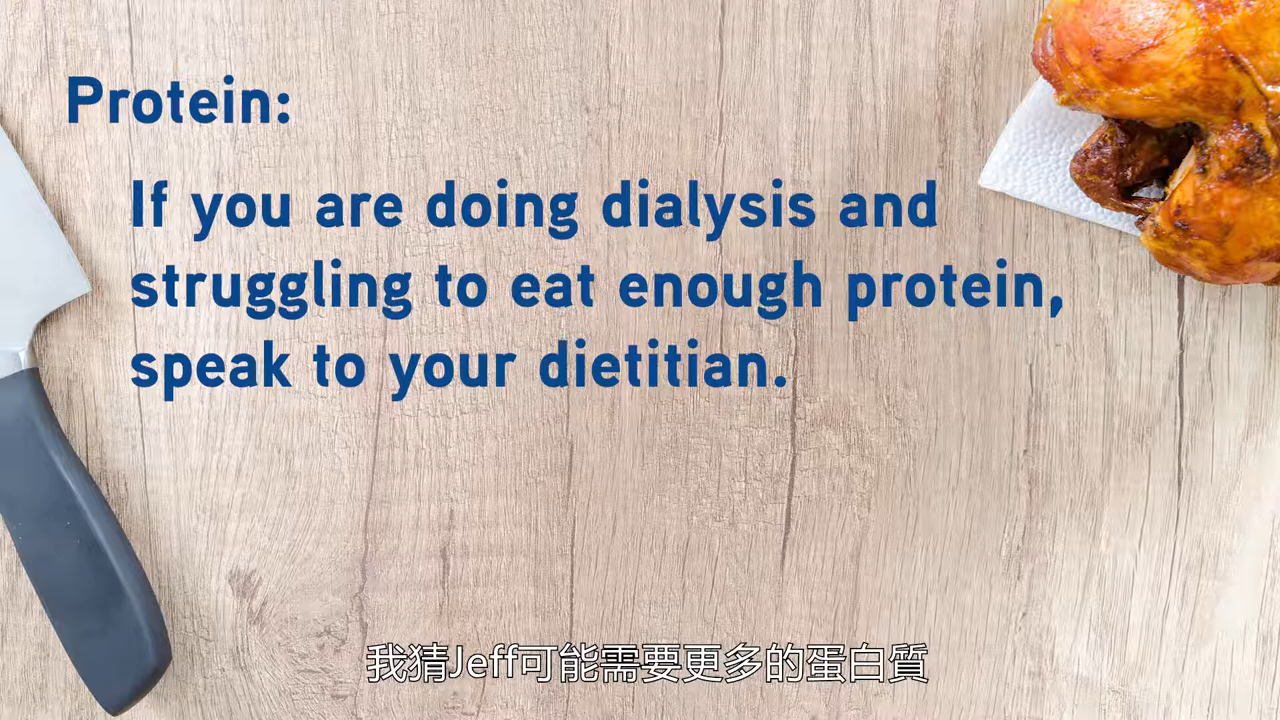 Protein:
If you are doing dialysis and
struggling to eat enough protein,
speak to your dietitian.
我猜Jeff可能需要更多的蛋白質